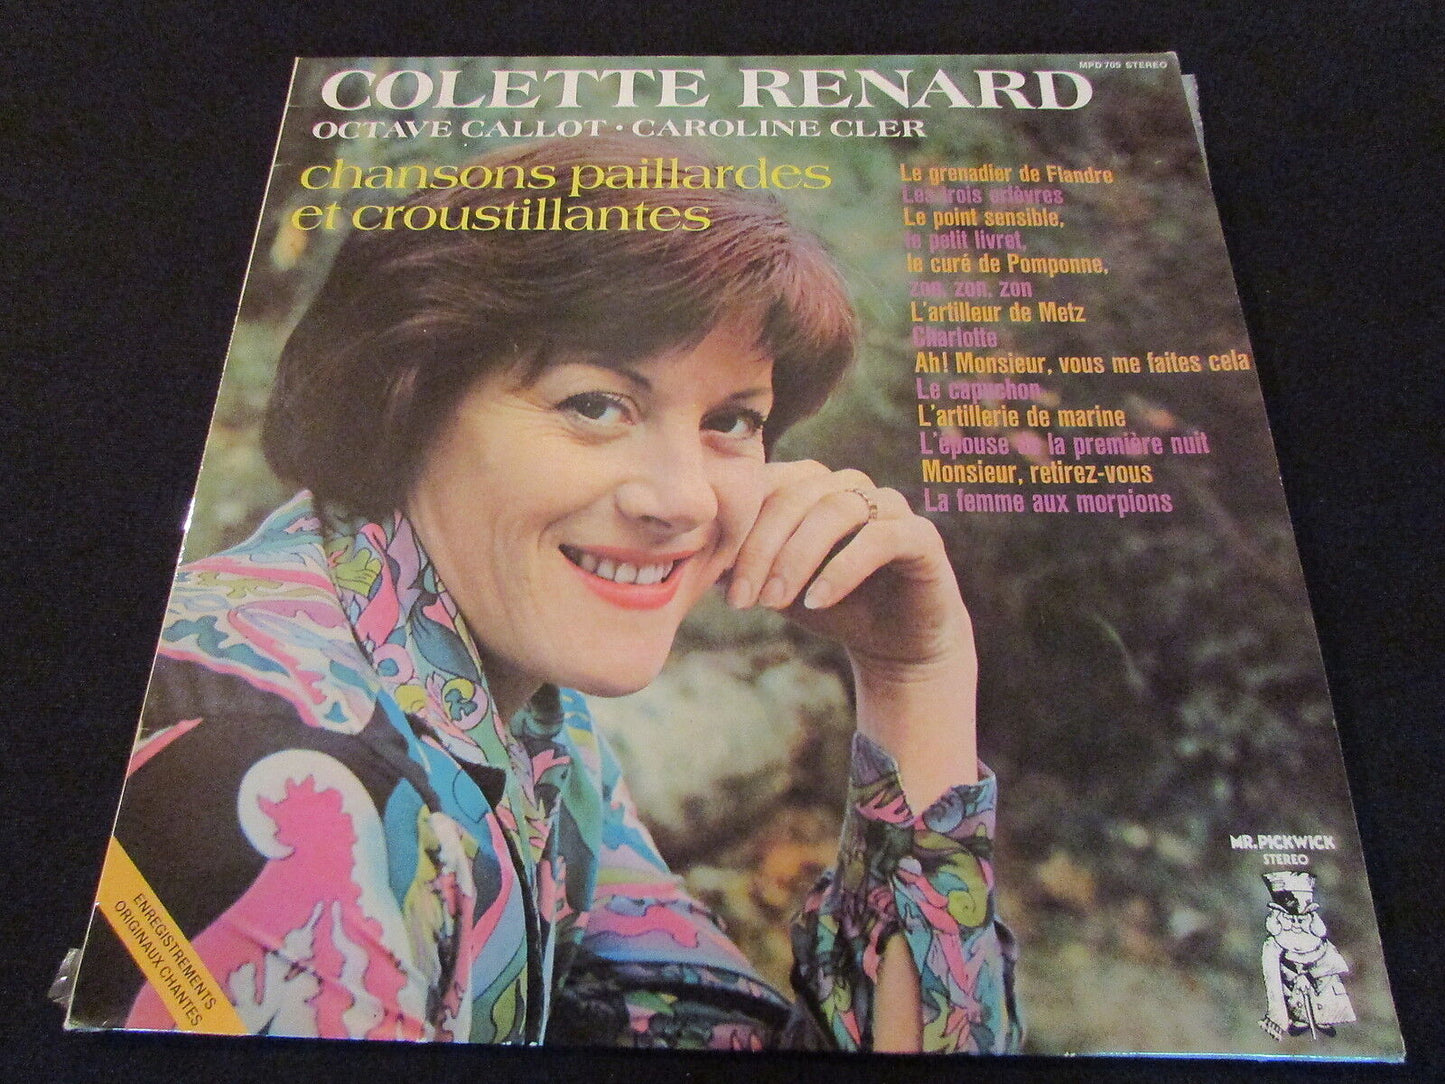 MPD 709 STEREO
COLETTE RENARD
OCTAVE CALLOT • CAROLINE CLER
chansons paillardes
et croustillantes
Le grenadier de Flandre
Les trois orfèvres
Le point sensible,
le petit livret,
le curé de Pomponne,
zon, zon, zon
L'artilleur de Metz
Charlotte
Ah! Monsieur, vous me faites cela
Le capuchon
L'artillerie de marine
L'épouse de la première nuit
Monsieur, retirez-vous
La femme aux morpions
MR. PICKWICK
STEREO
ENREGISTREMENTS
ORIGINAUX CHANTES